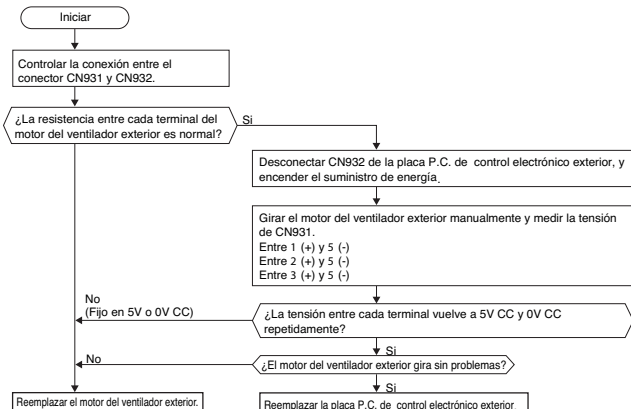 Iniciar
Controlar la conexión entre el
conector CN931 y CN932.
¿La resistencia entre cada terminal del
motor del ventilador exterior es normal?
Si
Desconectar CN932 de la placa P.C. de control electrónico exterior, y
encender el suministro de energía.
Girar el motor del ventilador exterior manualmente y medir la tensión
de CN931.
Entre 1 (+) y 5 (-)
Entre 2 (+) y 5 (-)
Entre 3 (+) y 5 (-)
No
(Fijo en 5V o 0V CC)
¿La tensión entre cada terminal vuelve a 5V CC y 0V CC
repetidamente?
Si
No
¿El motor del ventilador exterior gira sin problemas?
Si
Reemplazar el motor del ventilador exterior.
Reemplazar la placa P.C. de control electrónico exterior.